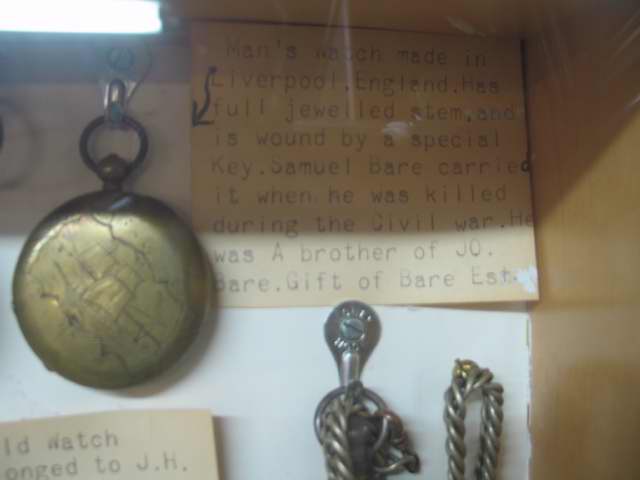 Man's watch made in
Liverpool,England.Has
full jewelled stem,and
is wound by a special
Key.Samuel Bare carried
it when he was killed
during the Civil war.He
was A brother of JO.
Bare.Gift of Bare Est.
ld Watch
onged to J.H.